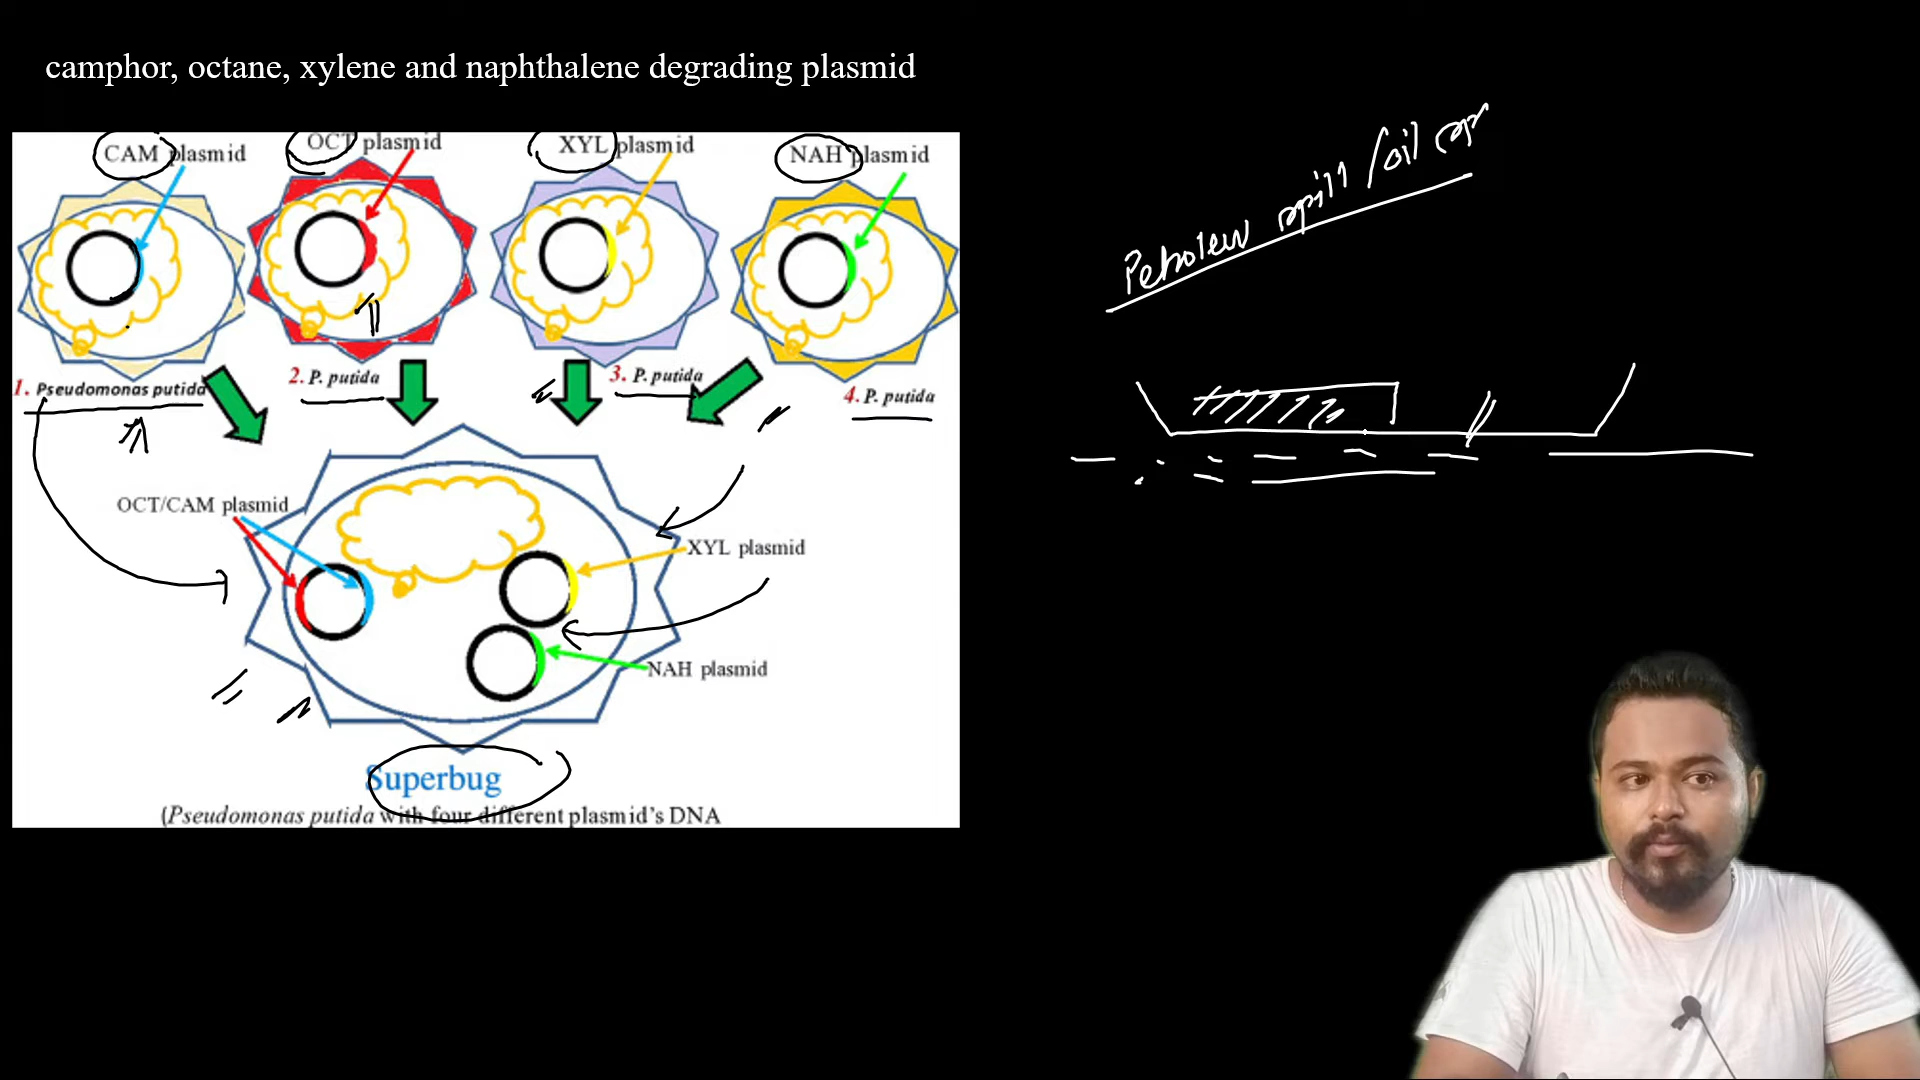 camphor, octane, xylene and naphthalene degrading plasmid
CAM plasmid
OCT plasmid
XYL plasmid
NAH plasmid
1. Pseudomonas putida
2. P. putida
3. P. putida
4. P. putida
OCT/CAM plasmid
XYL plasmid
NAH plasmid
Superbug
(Pseudomonas putida with four different plasmid's DNA
spill / oil